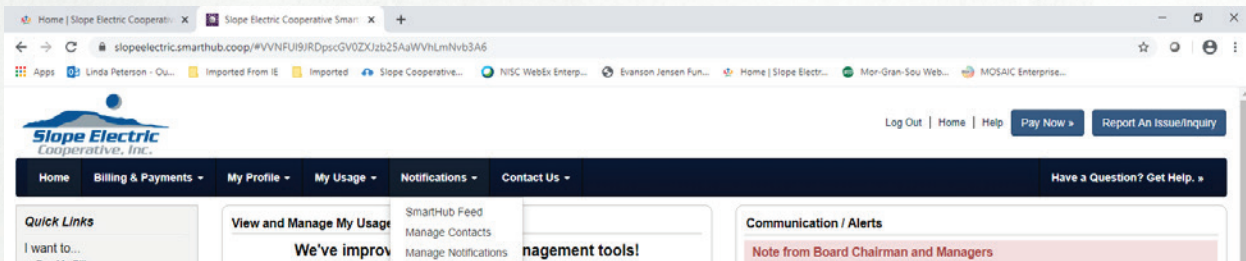 Home | Slope Electric Cooperativ
Slope Electric Cooperative Smart
slopeelectric.smarthub.coop/#
Apps Linda Peterson - Ou... Imported From IE Imported Slope Cooperative... NISC WebEx Enterp... Evanson Jensen Fun... Home | Slope Electr... Mor-Gran-Sou Web... MOSAIC Enterprise...
Slope Electric
Cooperative, Inc.
Log Out | Home | Help Pay Now » Report An Issue/Inquiry
Home Billing & Payments My Profile My Usage Notifications Contact Us Have a Question? Get Help. »
Quick Links View and Manage My Usage SmartHub Feed Communication / Alerts
I want to... Manage Contacts
We've improv Manage Notifications nagement tools! Note from Board Chairman and Managers